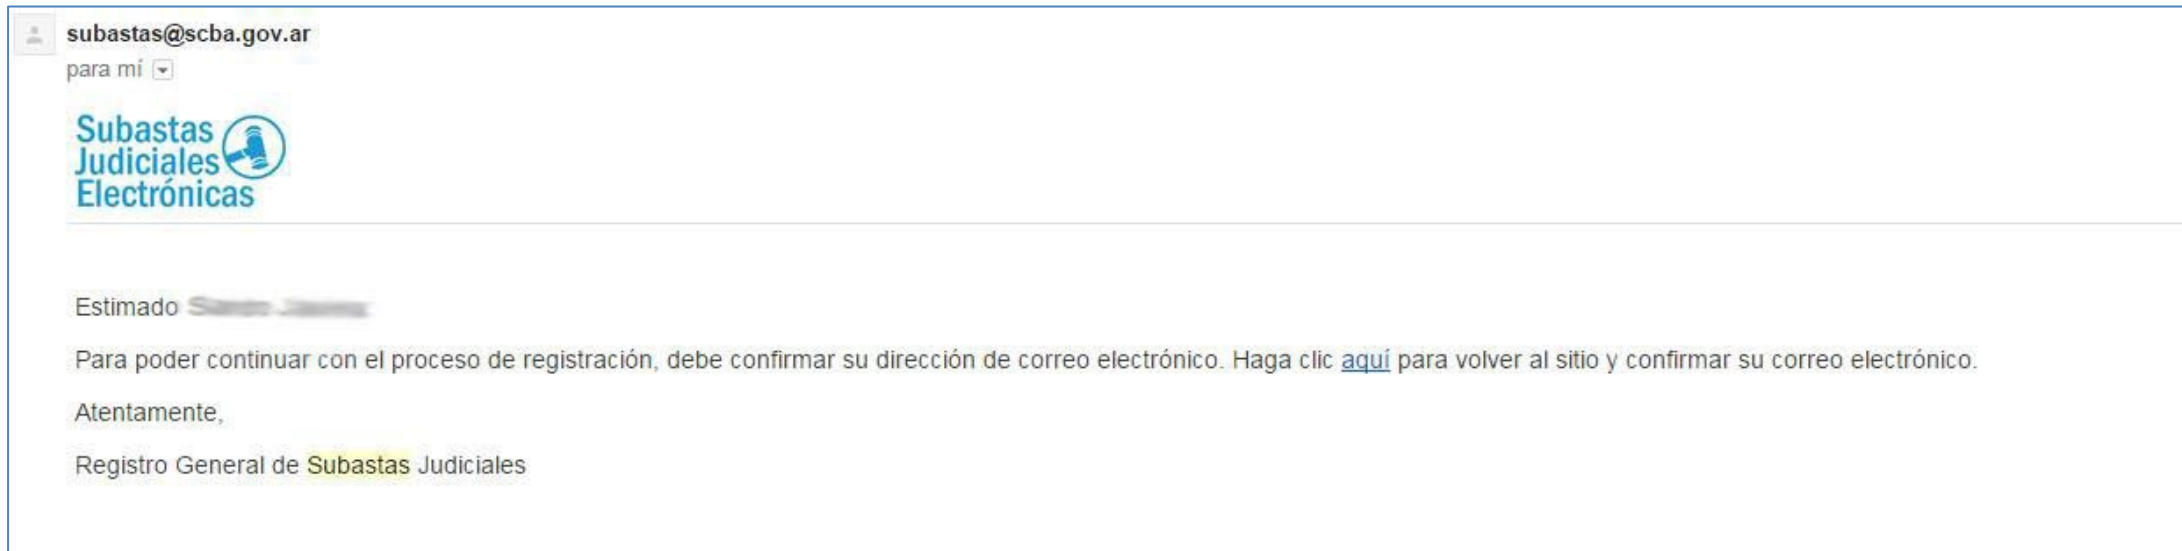 subastas@scba.gov.ar
para mí
Subastas
Judiciales
Electrónicas
Estimado
Para poder continuar con el proceso de registración, debe confirmar su dirección de correo electrónico. Haga clic aquí para volver al sitio y confirmar su correo electrónico.
Atentamente,
Registro General de Subastas Judiciales